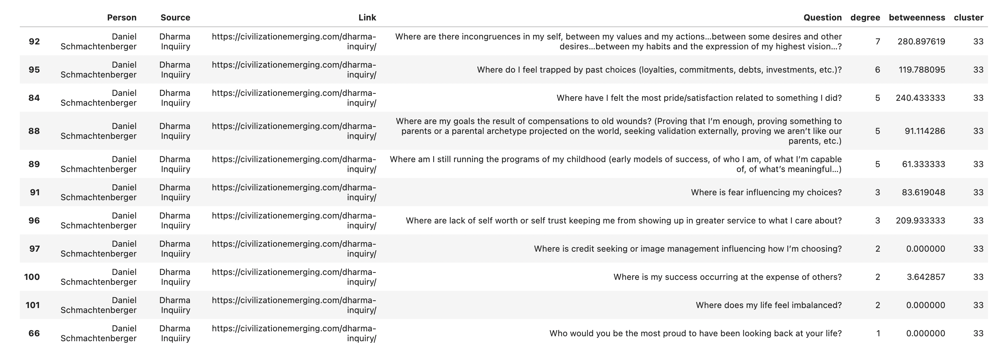 Person Source Link Question degree betweenness cluster
92 Daniel Schmachtenberger Dharma Inquiiry https://civilizationemerging.com/dharma-inquiry/ Where are there incongruences in my self, between my values and my actions...between some desires and other desires...between my habits and the expression of my highest vision...? 7 280.897619 33
95 Daniel Schmachtenberger Dharma Inquiiry https://civilizationemerging.com/dharma-inquiry/ Where do I feel trapped by past choices (loyalties, commitments, debts, investments, etc.)? 6 119.788095 33
84 Daniel Schmachtenberger Dharma Inquiiry https://civilizationemerging.com/dharma-inquiry/ Where have I felt the most pride/satisfaction related to something I did? 5 240.433333 33
88 Daniel Schmachtenberger Dharma Inquiiry https://civilizationemerging.com/dharma-inquiry/ Where are my goals the result of compensations to old wounds? (Proving that I’m enough, proving something to parents or a parental archetype projected on the world, seeking validation externally, proving we aren’t like our parents, etc.) 5 91.114286 33
89 Daniel Schmachtenberger Dharma Inquiiry https://civilizationemerging.com/dharma-inquiry/ Where am I still running the programs of my childhood (early models of success, of who I am, of what I’m capable of, of what’s meaningful...) 5 61.333333 33
91 Daniel Schmachtenberger Dharma Inquiiry https://civilizationemerging.com/dharma-inquiry/ Where is fear influencing my choices? 3 83.619048 33
96 Daniel Schmachtenberger Dharma Inquiiry https://civilizationemerging.com/dharma-inquiry/ Where are lack of self worth or self trust keeping me from showing up in greater service to what I care about? 3 209.933333 33
97 Daniel Schmachtenberger Dharma Inquiiry https://civilizationemerging.com/dharma-inquiry/ Where is credit seeking or image management influencing how I’m choosing? 2 0.000000 33
100 Daniel Schmachtenberger Dharma Inquiiry https://civilizationemerging.com/dharma-inquiry/ Where is my success occurring at the expense of others? 2 3.642857 33
101 Daniel Schmachtenberger Dharma Inquiiry https://civilizationemerging.com/dharma-inquiry/ Where does my life feel imbalanced? 2 0.000000 33
66 Daniel Schmachtenberger Dharma Inquiiry https://civilizationemerging.com/dharma-inquiry/ Who would you be the most proud to have been looking back at your life? 1 0.000000 33